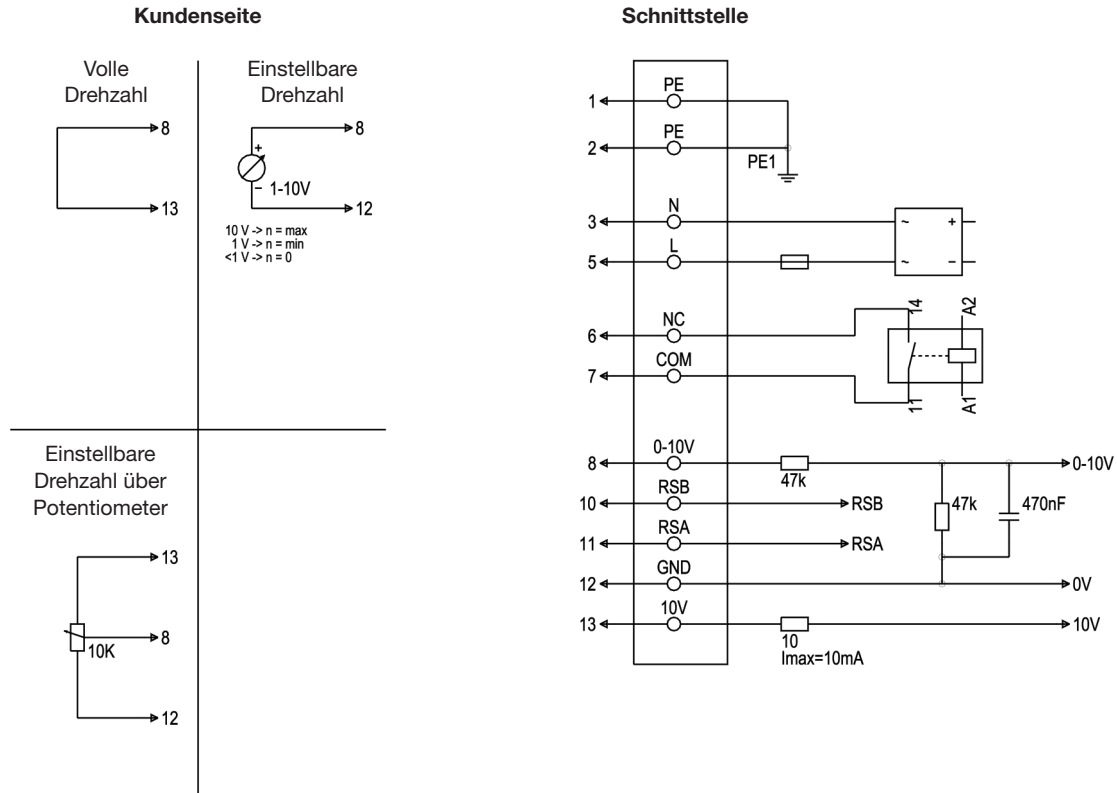 Kundenseite
Volle
Drehzahl
8
13
Einstellbare
Drehzahl
8
+
–
1-10V
12
10 V -> n = max
1 V -> n = min
<1 V -> n = 0
Einstellbare
Drehzahl über
Potentiometer
13
8
10K
12
Schnittstelle
1
PE
2
PE
PE1
3
N
~
+
5
L
~
–
6
NC
14
A2
7
COM
11
A1
8
0-10V
47k
0-10V
10
RSB
RSB
47k
470nF
11
RSA
RSA
12
GND
0V
13
10V
10
Imax=10mA
10V